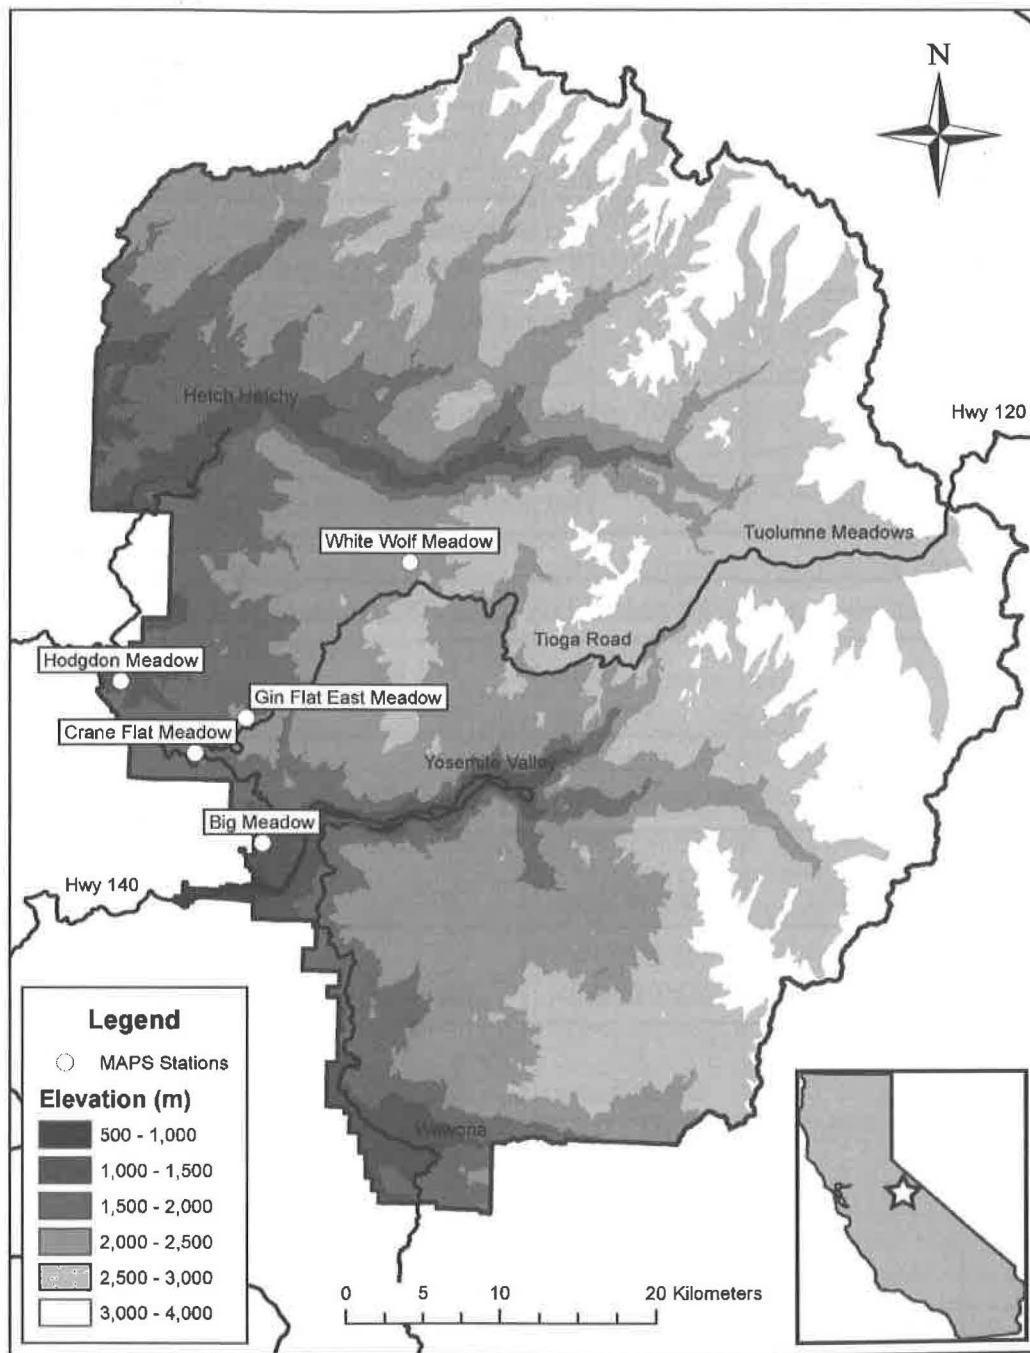 N
Hetch Hetchy
Hwy 120
Tuolumne Meadows
White Wolf Meadow
Tioga Road
Hodgdon Meadow
Gin Flat East Meadow
Crane Flat Meadow
Yosemite Valley
Big Meadow
Hwy 140
Wawona
Legend
MAPS Stations
Elevation (m)
500 - 1,000
1,000 - 1,500
1,500 - 2,000
2,000 - 2,500
2,500 - 3,000
3,000 - 4,000
0 5 10 20 Kilometers